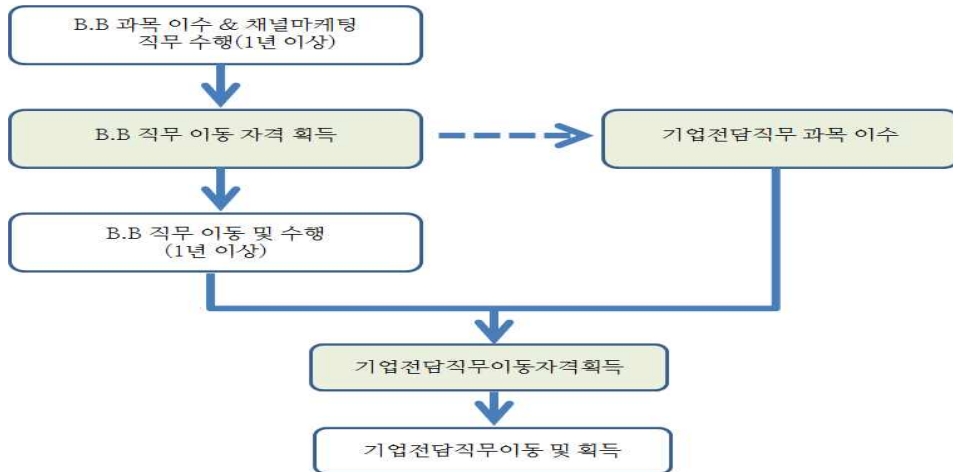 B.B 과목 이수 & 채널마케팅
직무 수행(1년 이상)
B.B 직무 이동 자격 획득
기업전담직무 과목 이수
B.B 직무 이동 및 수행
(1년 이상)
기업전담직무이동자격획득
기업전담직무이동 및 획득